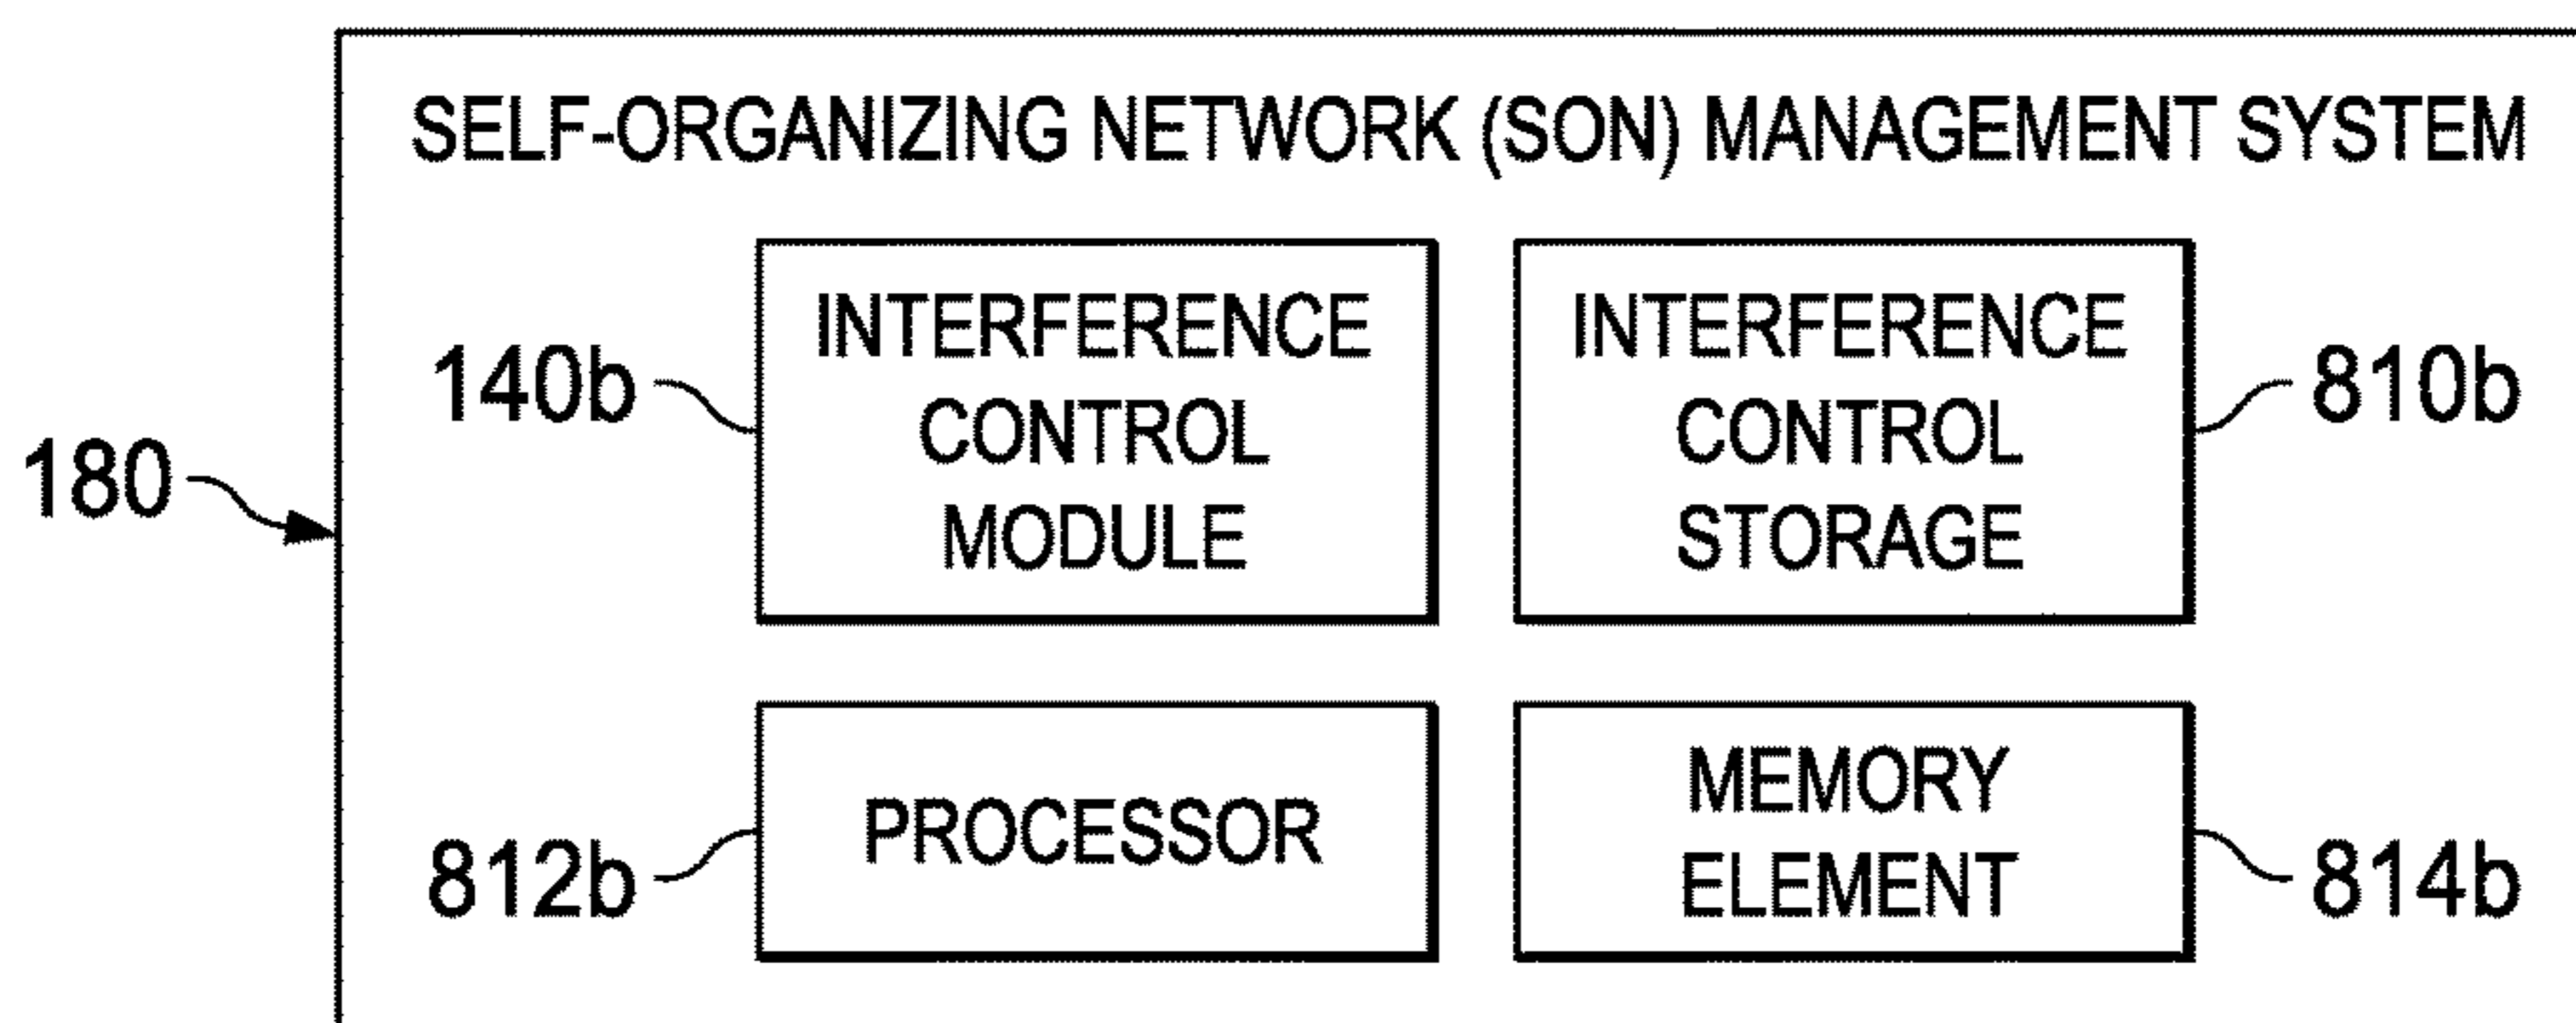 SELF-ORGANIZING NETWORK (SON) MANAGEMENT SYSTEM
INTERFERENCE
CONTROL
MODULE
140b
INTERFERENCE
CONTROL
STORAGE
810b
180
PROCESSOR
812b
MEMORY
ELEMENT
814b